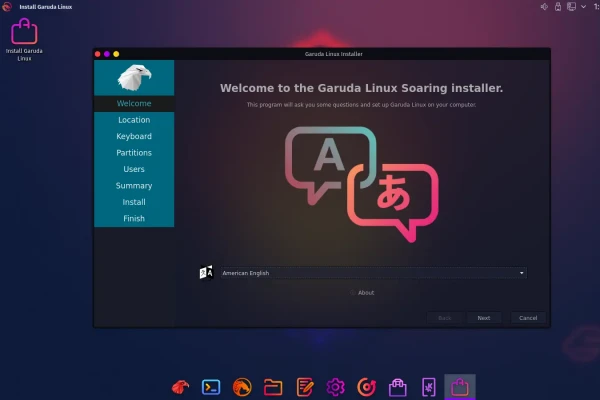 Install Garuda Linux
1:
Install Garuda
Linux
Garuda Linux Installer
Welcome
Location
Keyboard
Partitions
Users
Summary
Install
Finish
Welcome to the Garuda Linux Soaring installer.
This program will ask you some questions and set up Garuda Linux on your computer.
A
あ
American English
About
Back
Next
Cancel